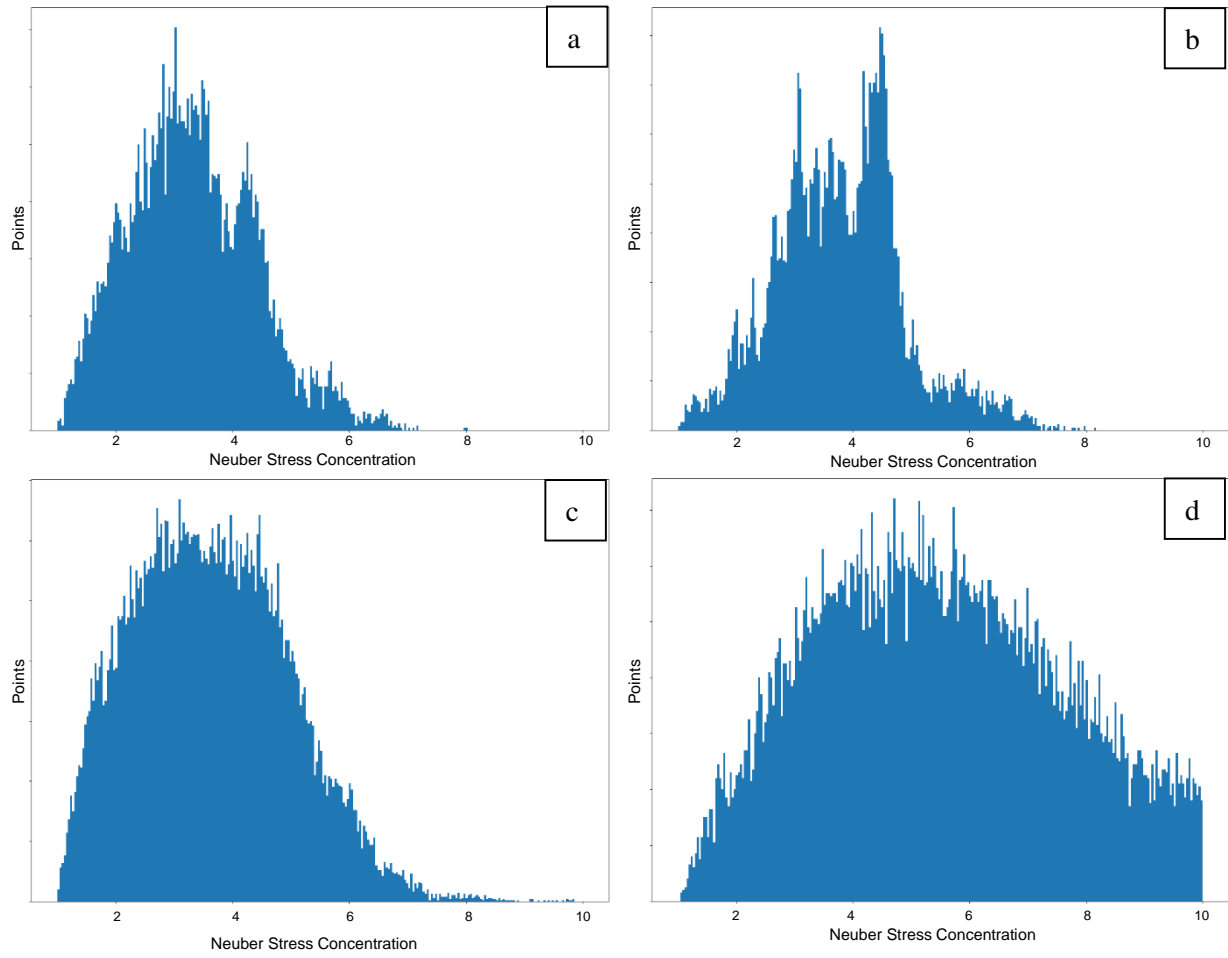 a
Points
2 4 6 8 10
Neuber Stress Concentration
b
Points
2 4 6 8 10
Neuber Stress Concentration
c
Points
2 4 6 8 10
Neuber Stress Concentration
d
Points
2 4 6 8 10
Neuber Stress Concentration